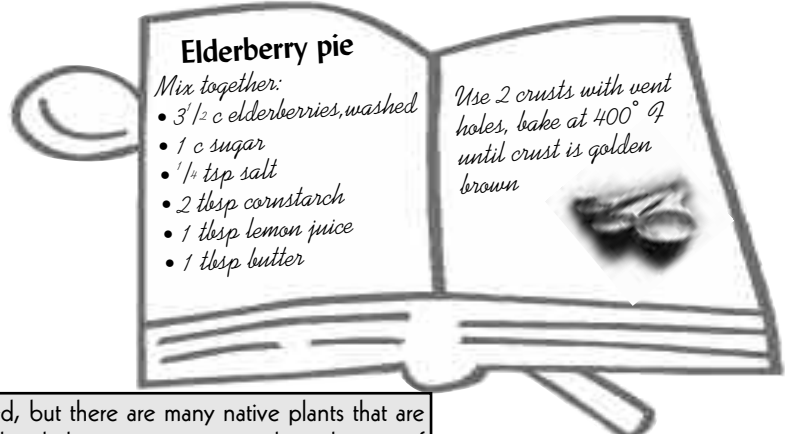 Elderberry pie
Mix together:
• 3 1/2 c elderberries, washed
• 1 c sugar
• 1/4 tsp salt
• 2 tbsp cornstarch
• 1 tbsp lemon juice
• 1 tbsp butter
Use 2 crusts with vent
holes, bake at 400° F
until crust is golden
brown
d, but there are many native plants that are